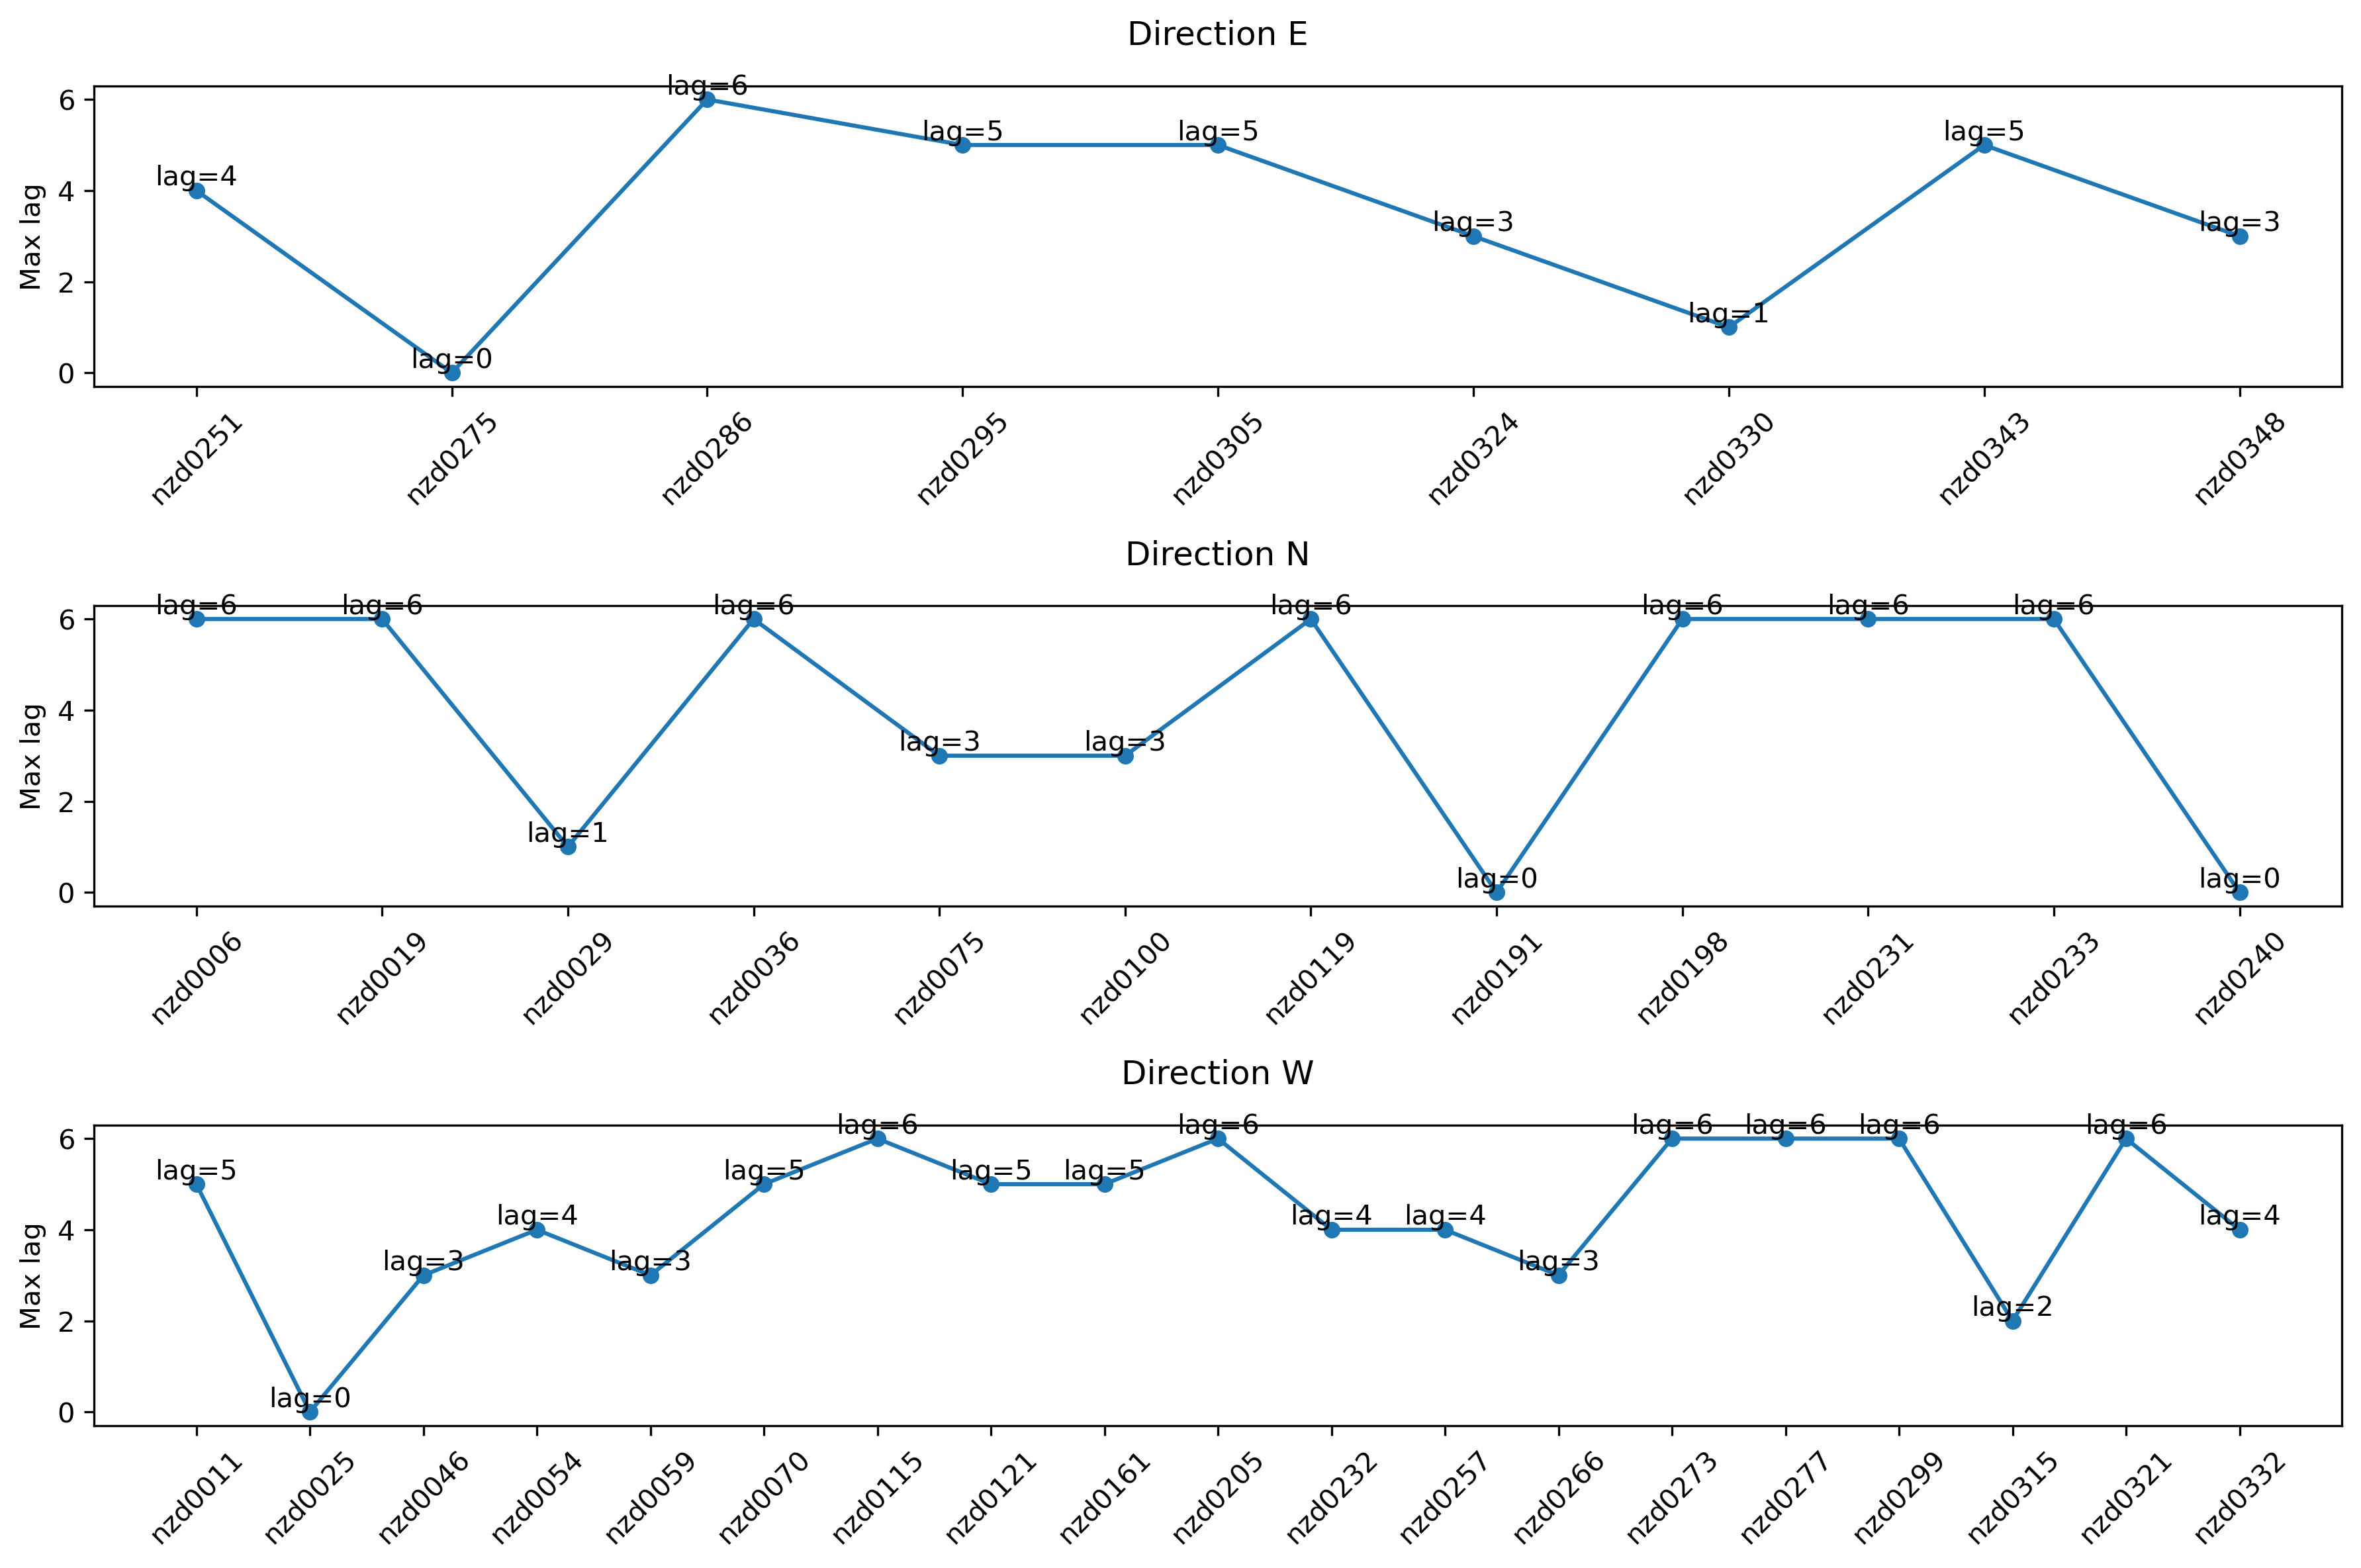 Direction E
Max lag
6
4
2
0
lag=4
lag=0
lag=6
lag=5
lag=5
lag=3
lag=1
lag=5
lag=3
nzd0251
nzd0275
nzd0286
nzd0295
nzd0305
nzd0324
nzd0330
nzd0343
nzd0348
Direction N
Max lag
6
4
2
0
lag=6
lag=6
lag=1
lag=6
lag=3
lag=3
lag=6
lag=0
lag=6
lag=6
lag=6
lag=0
nzd0006
nzd0019
nzd0029
nzd0036
nzd0075
nzd0100
nzd0119
nzd0191
nzd0198
nzd0231
nzd0233
nzd0240
Direction W
Max lag
6
4
2
0
lag=5
lag=0
lag=3
lag=4
lag=3
lag=5
lag=6
lag=5
lag=5
lag=6
lag=4
lag=4
lag=3
lag=6
lag=6
lag=6
lag=2
lag=6
lag=4
nzd0011
nzd0025
nzd0046
nzd0054
nzd0059
nzd0070
nzd0115
nzd0121
nzd0161
nzd0205
nzd0232
nzd0257
nzd0266
nzd0273
nzd0277
nzd0299
nzd0315
nzd0321
nzd0332